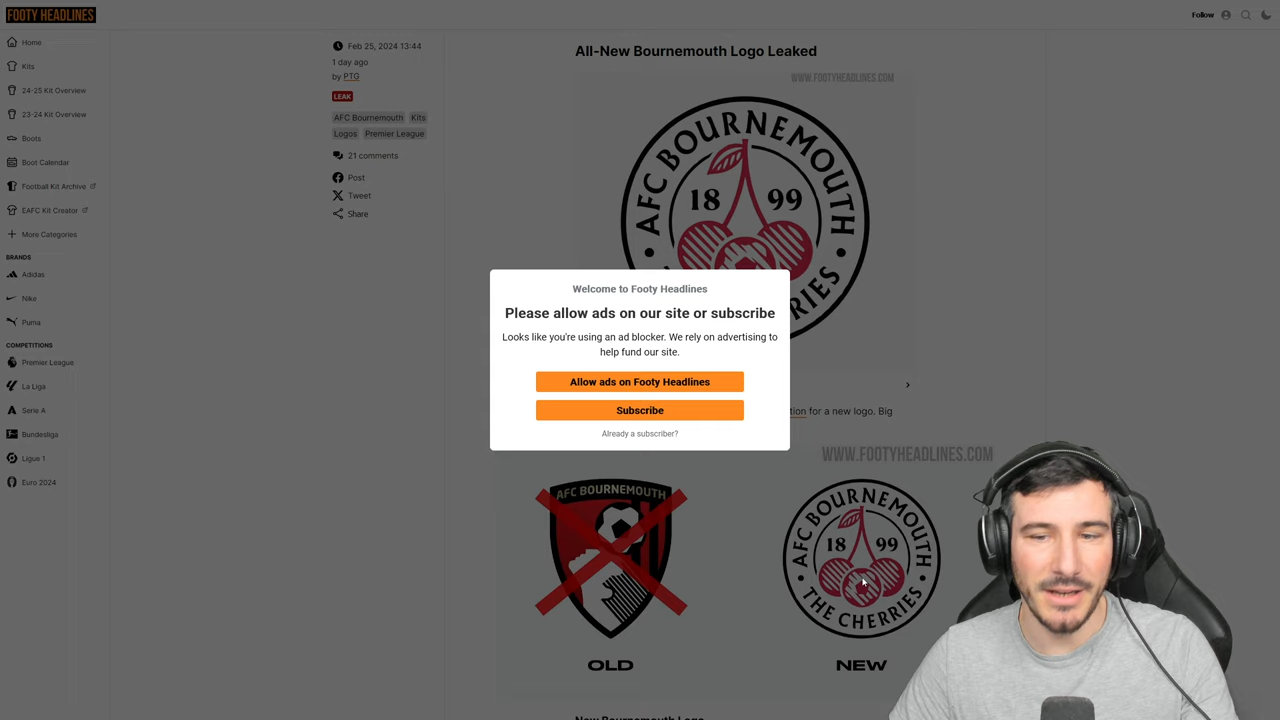 FOOTY HEADLINES
Follow
Home
Kits
24-25 Kit Overview
23-24 Kit Overview
Boots
Boot Calendar
Football Kit Archive
EAFC Kit Creator
More Categories
BRANDS
Adidas
Nike
Puma
COMPETITIONS
Premier League
La Liga
Serie A
Bundesliga
Ligue 1
Euro 2024
Feb 25, 2024 13:44
1 day ago
by PTG
LEAK
AFC Bournemouth Kits
Logos Premier League
21 comments
Post
Tweet
Share
All-New Bournemouth Logo Leaked
WWW.FOOTYHEADLINES.COM
AFC BOURNEMOUTH
18 99
Welcome to Footy Headlines
Please allow ads on our site or subscribe
Looks like you're using an ad blocker. We rely on advertising to
help fund our site.
Allow ads on Footy Headlines
Subscribe
Already a subscriber?
for a new logo. Big
WWW.FOOTYHEADLINES.COM
AFC BOURNEMOUTH
AFC BOURNEMOUTH
18 99
THE CHERRIES
OLD
NEW